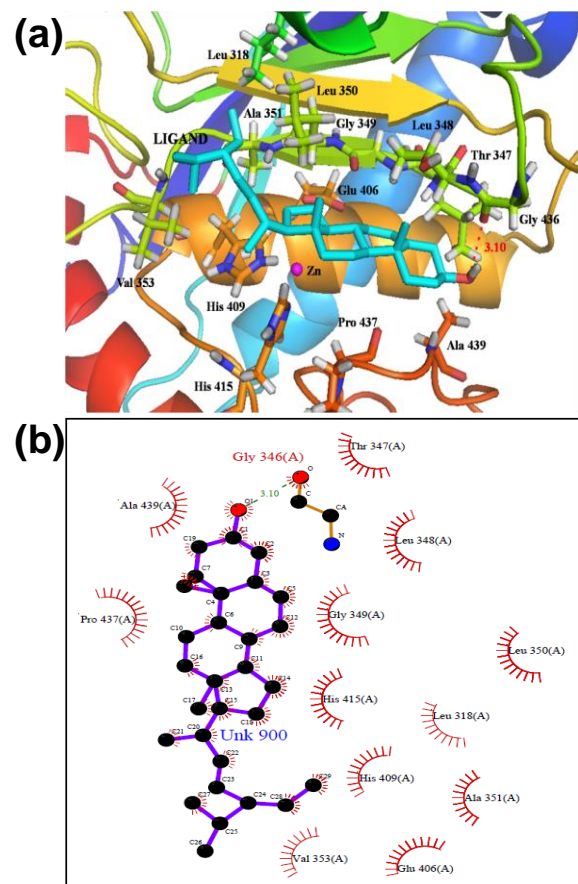 (a)
Leu 318
Leu 350
Ala 351
Gly 349
Leu 348
LIGAND
Thr 347
Glu 406
Gly 436
3.10
Zn
Val 353
His 409
Pro 437
Ala 439
His 415
(b)
Thr 347(A)
Gly 346(A)
O
3.10
Ala 439(A)
O1
C
CA
C1
N
C19
C2
Leu 348(A)
C7
C3
C4
C5
Pro 437(A)
C6
C12
Gly 349(A)
C10
C9
C16
C11
Leu 350(A)
C13
C14
C17
C15
His 415(A)
C18
Leu 318(A)
C21
C20
Unk 900
C22
C23
C29
His 409(A)
C27
C24
C28
Ala 351(A)
C25
C26
Val 353(A)
Glu 406(A)